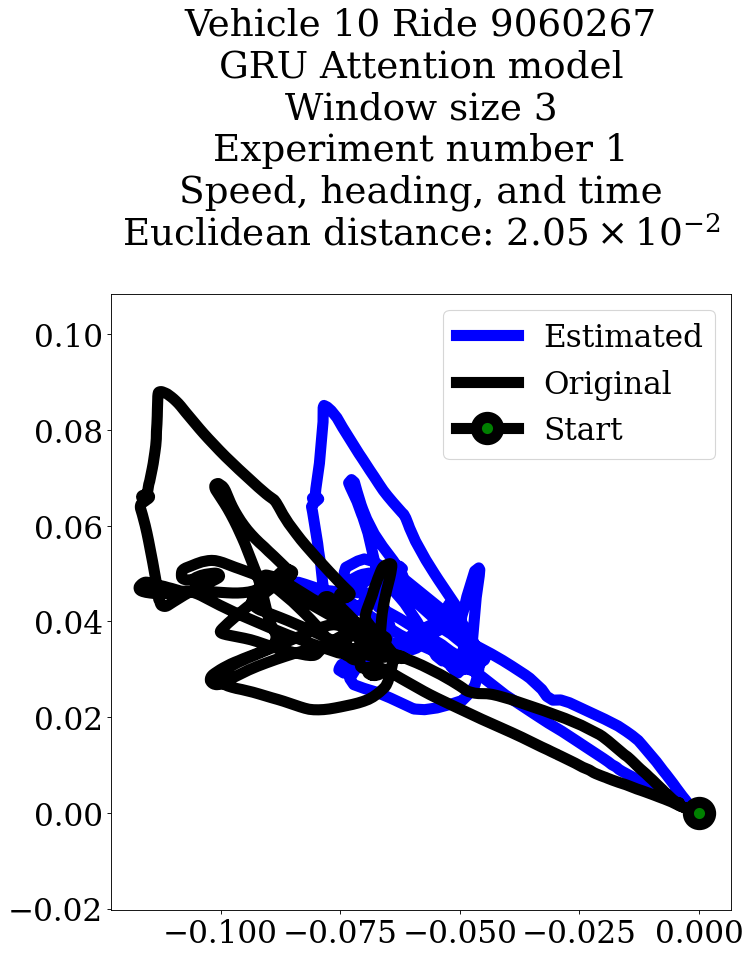 Vehicle 10 Ride 9060267
GRU Attention model
Window size 3
Experiment number 1
Speed, heading, and time
Euclidean distance: 2.05 × 10⁻²
Estimated
Original
Start
0.10
0.08
0.06
0.04
0.02
0.00
−0.02
−0.100 −0.075 −0.050 −0.025 0.000